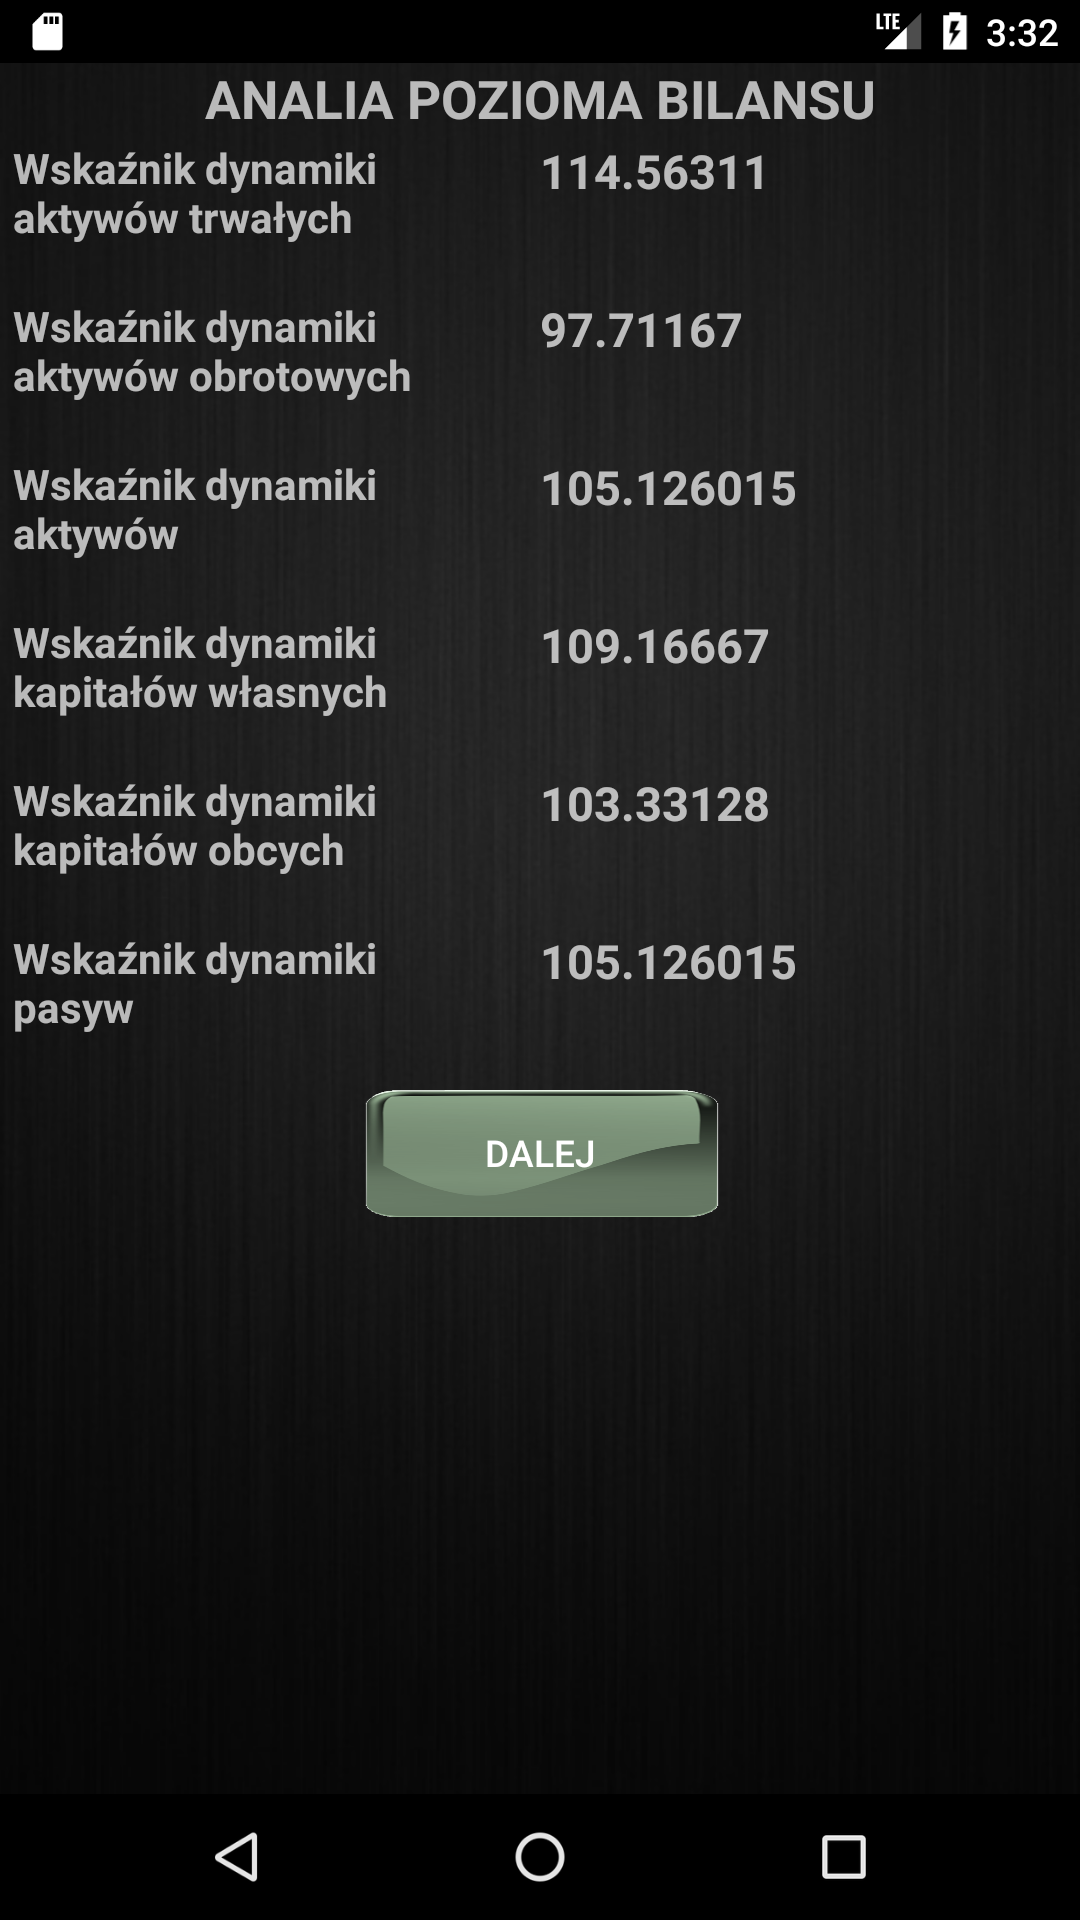 LTE 3:32
ANALIA POZIOMA BILANSU
Wskaźnik dynamiki 114.56311
aktywów trwałych
Wskaźnik dynamiki 97.71167
aktywów obrotowych
Wskaźnik dynamiki 105.126015
aktywów
Wskaźnik dynamiki 109.16667
kapitałów własnych
Wskaźnik dynamiki 103.33128
kapitałów obcych
Wskaźnik dynamiki 105.126015
pasyw
DALEJ